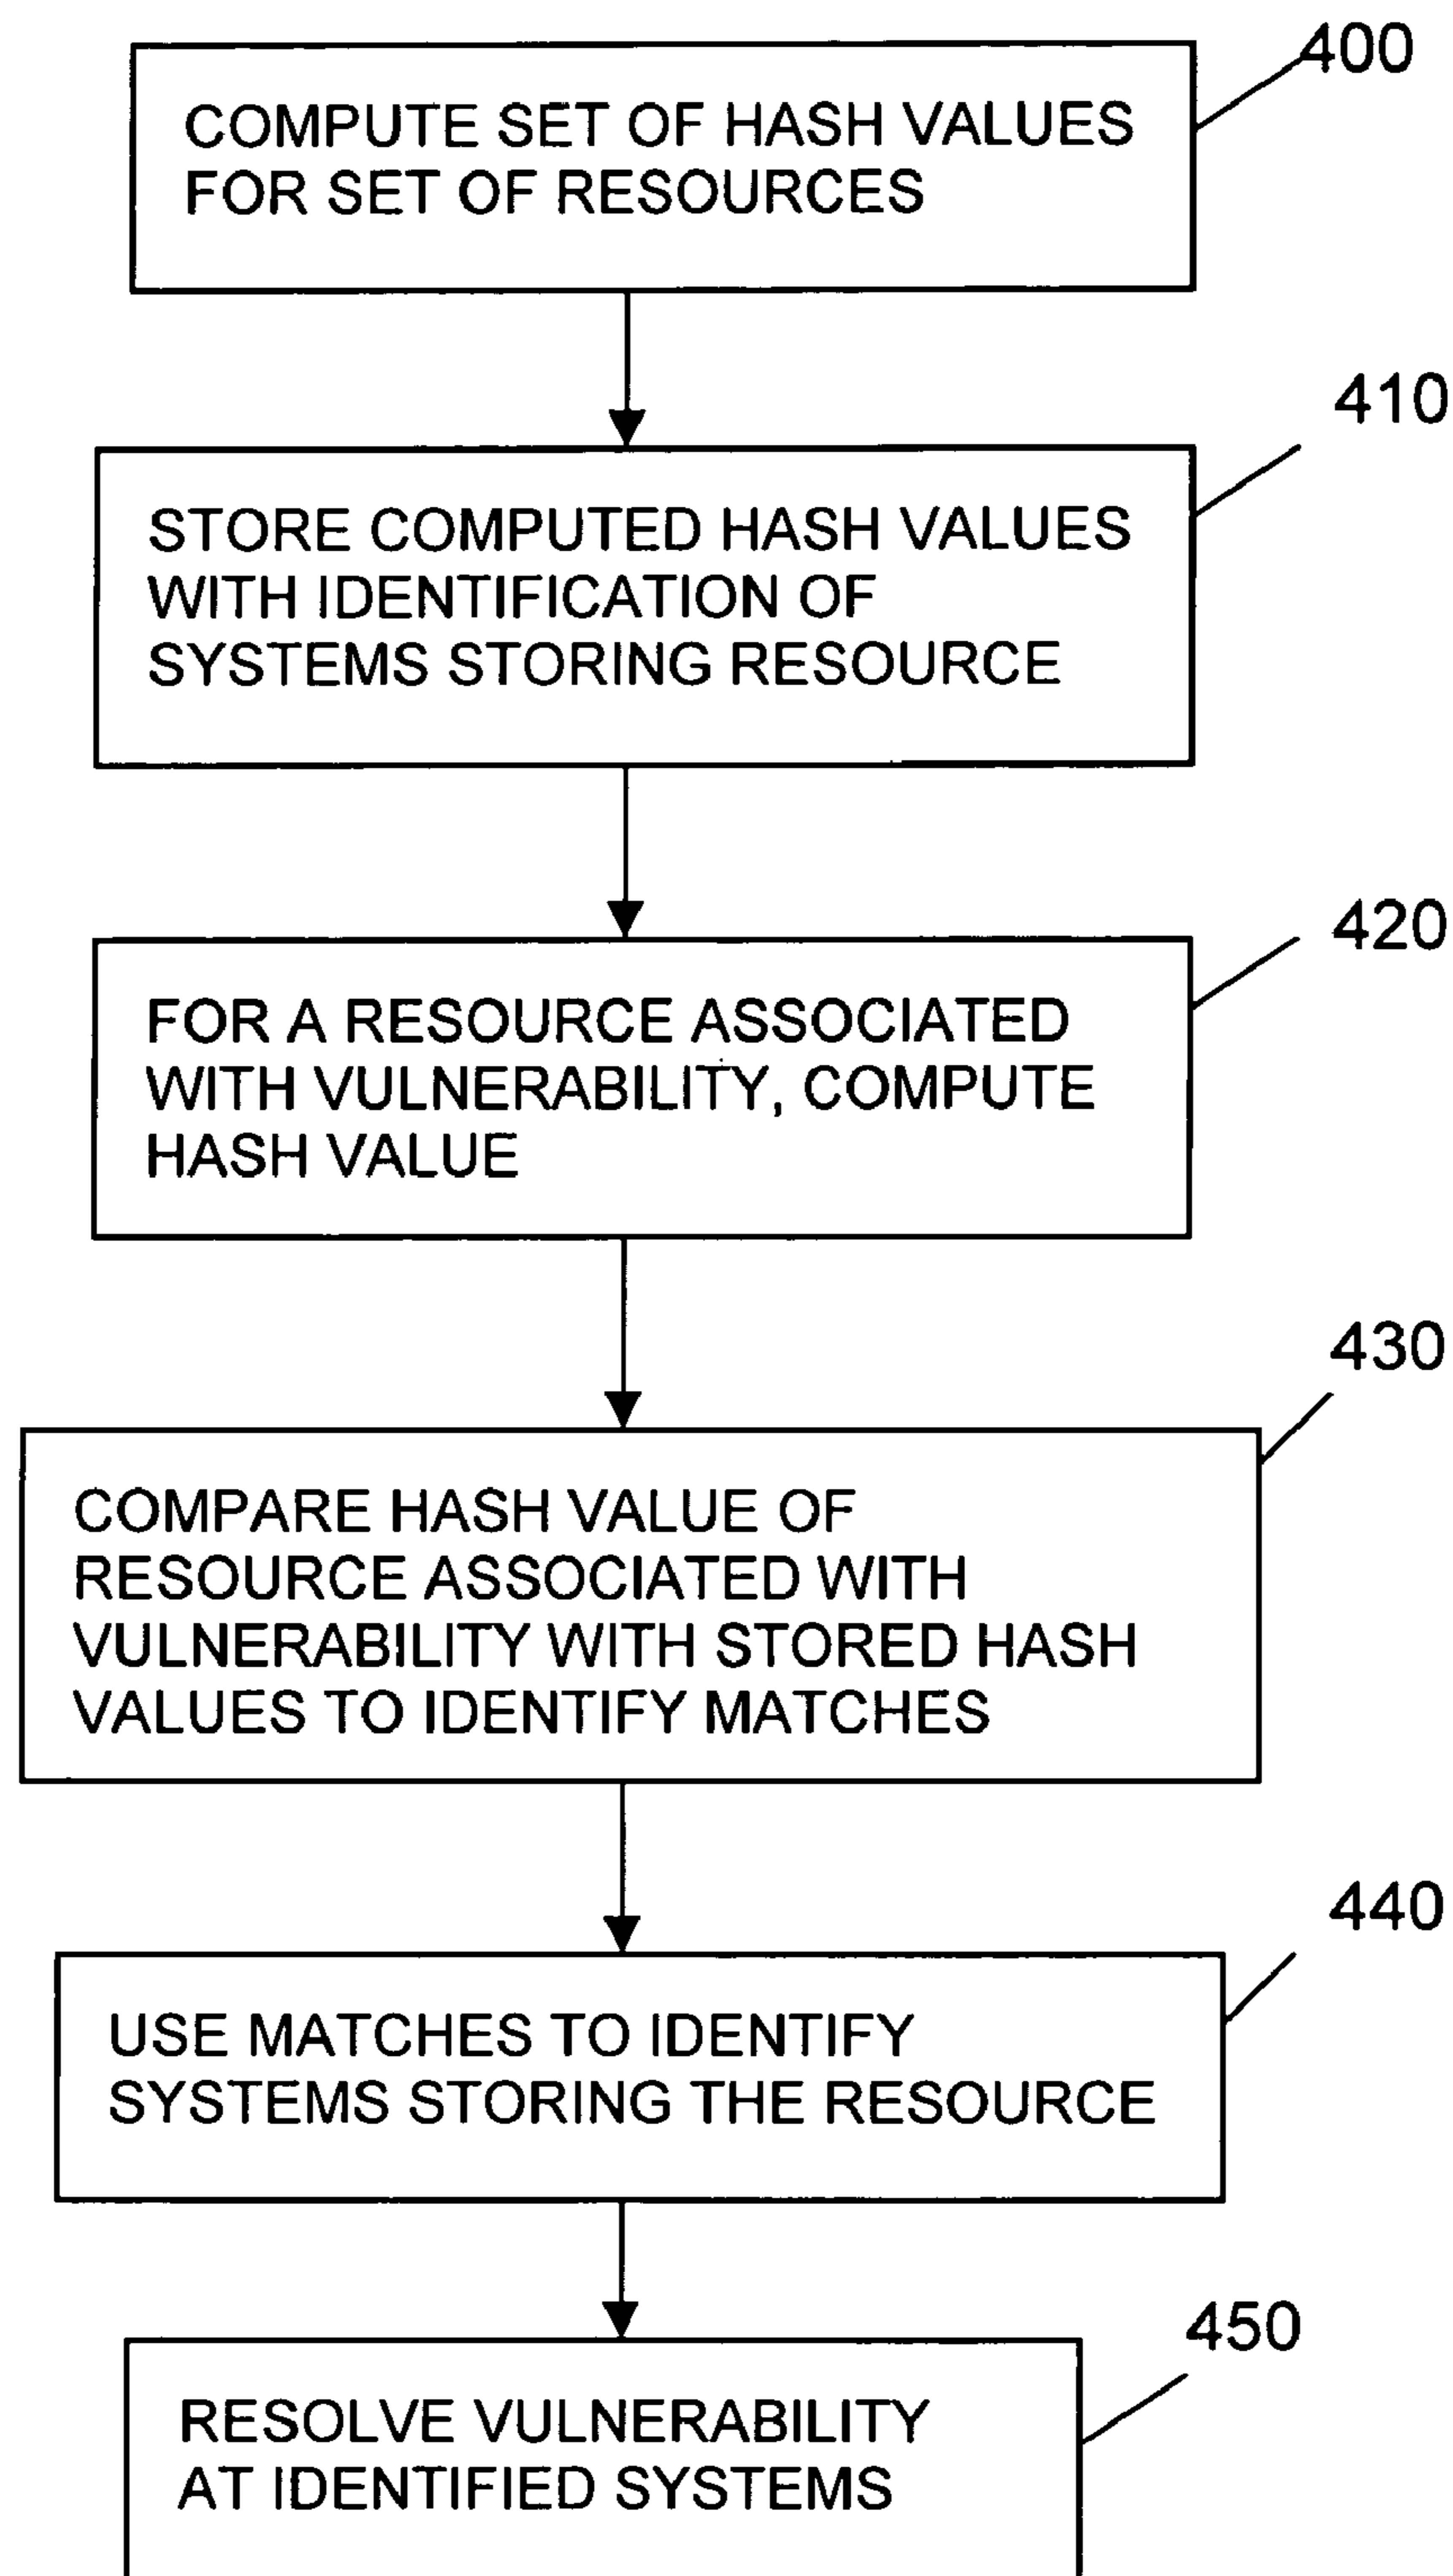 400
COMPUTE SET OF HASH VALUES
FOR SET OF RESOURCES
410
STORE COMPUTED HASH VALUES
WITH IDENTIFICATION OF
SYSTEMS STORING RESOURCE
420
FOR A RESOURCE ASSOCIATED
WITH VULNERABILITY, COMPUTE
HASH VALUE
430
COMPARE HASH VALUE OF
RESOURCE ASSOCIATED WITH
VULNERABILITY WITH STORED HASH
VALUES TO IDENTIFY MATCHES
440
USE MATCHES TO IDENTIFY
SYSTEMS STORING THE RESOURCE
450
RESOLVE VULNERABILITY
AT IDENTIFIED SYSTEMS